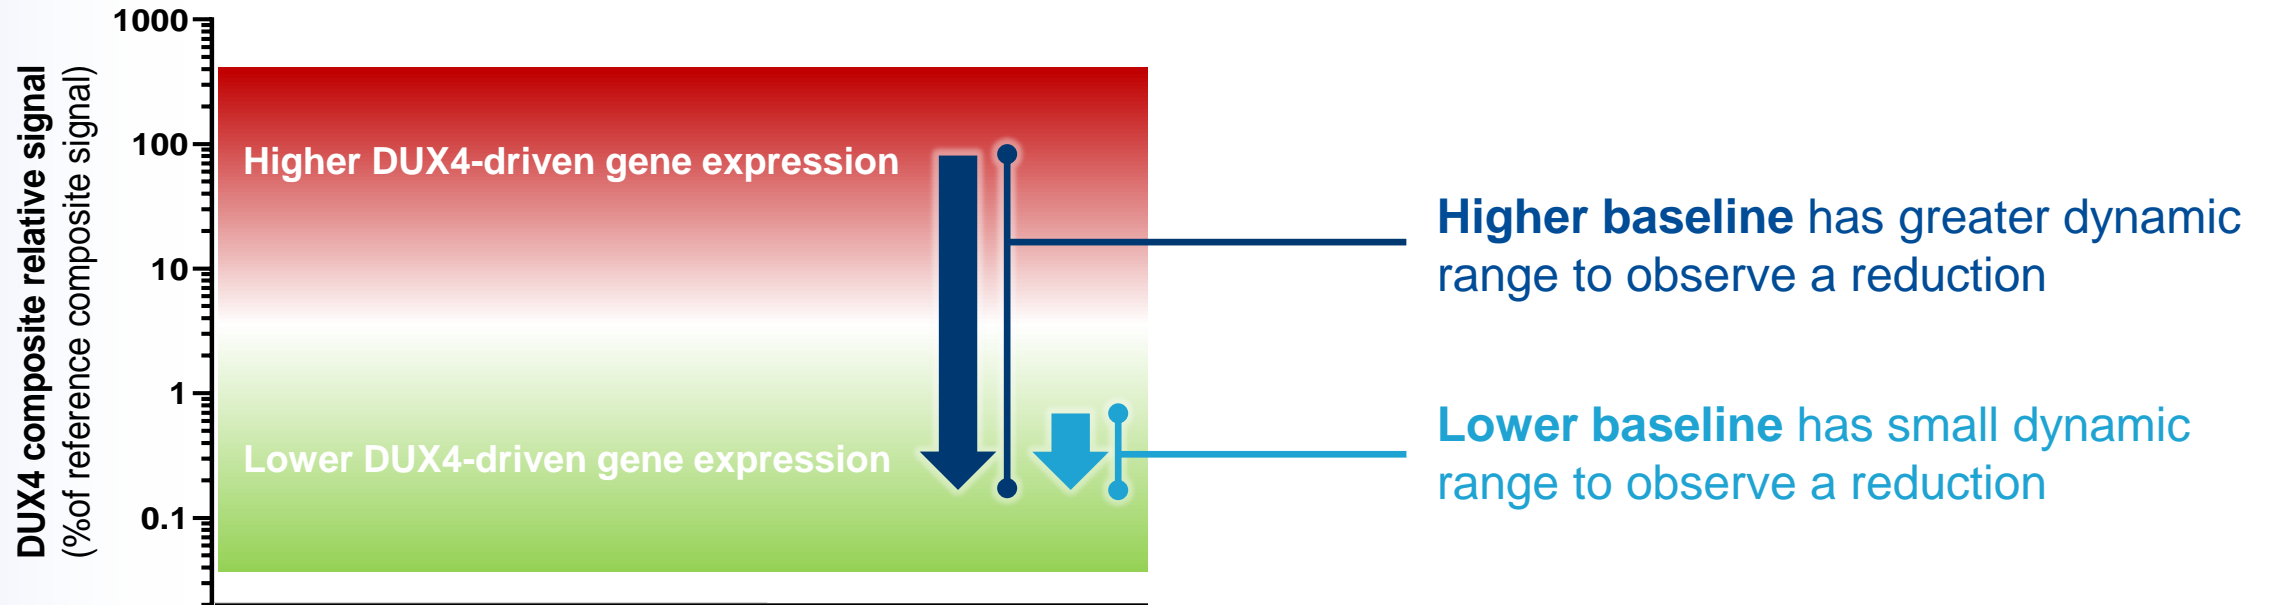 DUX4 composite relative signal
(%of reference composite signal)
1000
100
10
1
0.1
Higher DUX4-driven gene expression
Lower DUX4-driven gene expression
Higher baseline has greater dynamic
range to observe a reduction
Lower baseline has small dynamic
range to observe a reduction